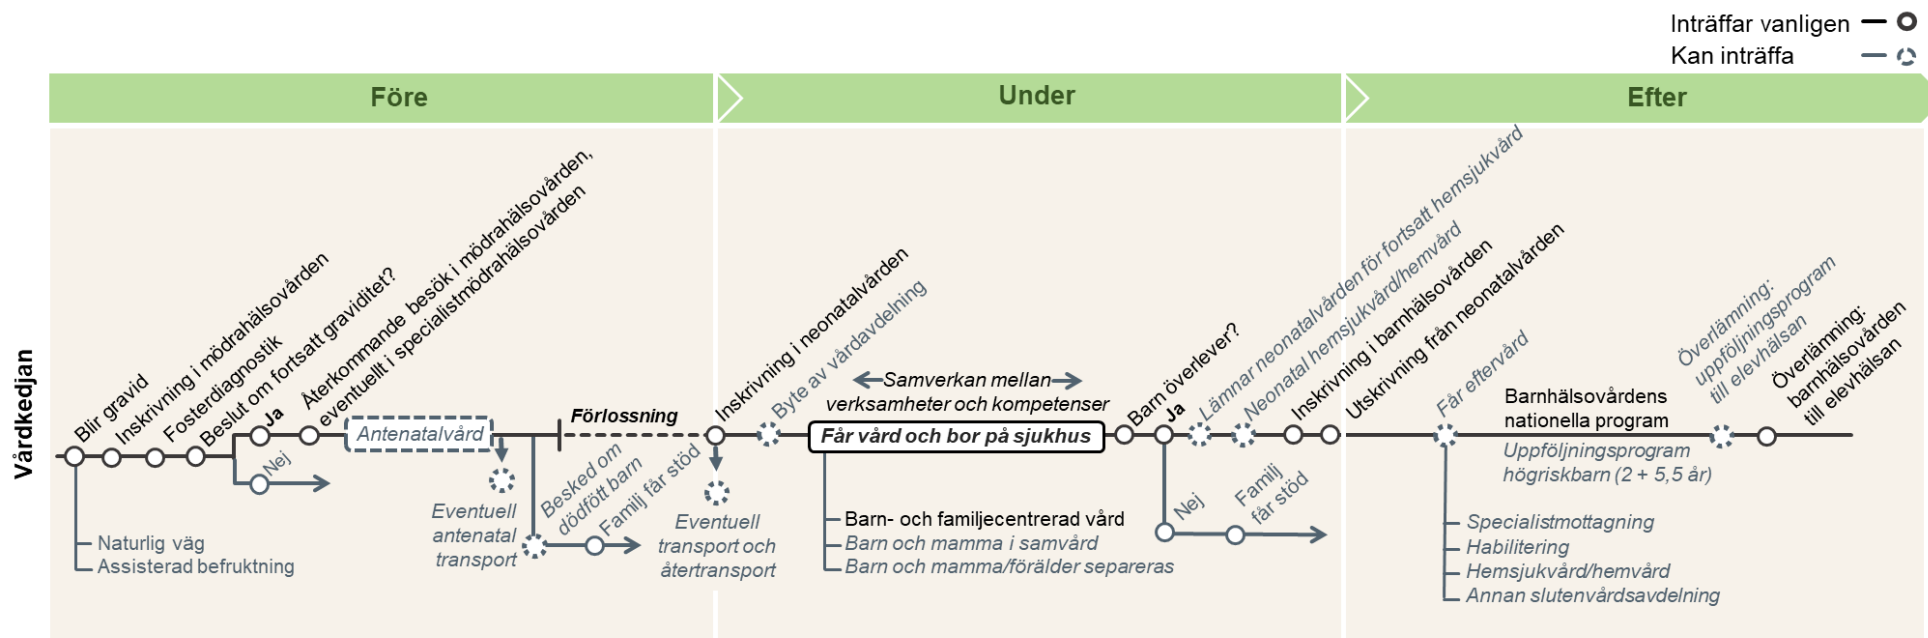 Inträffar vanligen
Kan inträffa
Före
Under
Efter
Vårdkedjan
Blir gravid
Inskrivning i mödrahälsovården
Fosterdiagnostik
Beslut om fortsatt graviditet?
Ja
Nej
Återkommande besök i mödrahälsovården,
eventuellt i specialistmödrahälsovården
Antenatalvård
Naturlig väg
Assisterad befruktning
Eventuell
antenatal
transport
Förlossning
Besked om
dödfött barn
Familj får stöd
Inskrivning i neonatalvården
Eventuell
transport och
återtransport
Byte av vårdavdelning
Samverkan mellan
verksamheter och kompetenser
Får vård och bor på sjukhus
Barn- och familjecentrerad vård
Barn och mamma i samvård
Barn och mamma/förälder separeras
Barn överlever?
Ja
Nej
Familj
får stöd
Lämnar neonatalvården för fortsatt hemsjukvård
Neonatal hemsjukvård/hemvård
Inskrivning i barnhälsovården
Utskrivning från neonatalvården
Får eftervård
Specialistmottagning
Habilitering
Hemsjukvård/hemvård
Annan slutenvårdsavdelning
Barnhälsovårdens
nationella program
Uppföljningsprogram
högriskbarn (2 + 5,5 år)
Överlämning:
uppföljningsprogram
till elevhälsan
Överlämning:
barnhälsovården
till elevhälsan